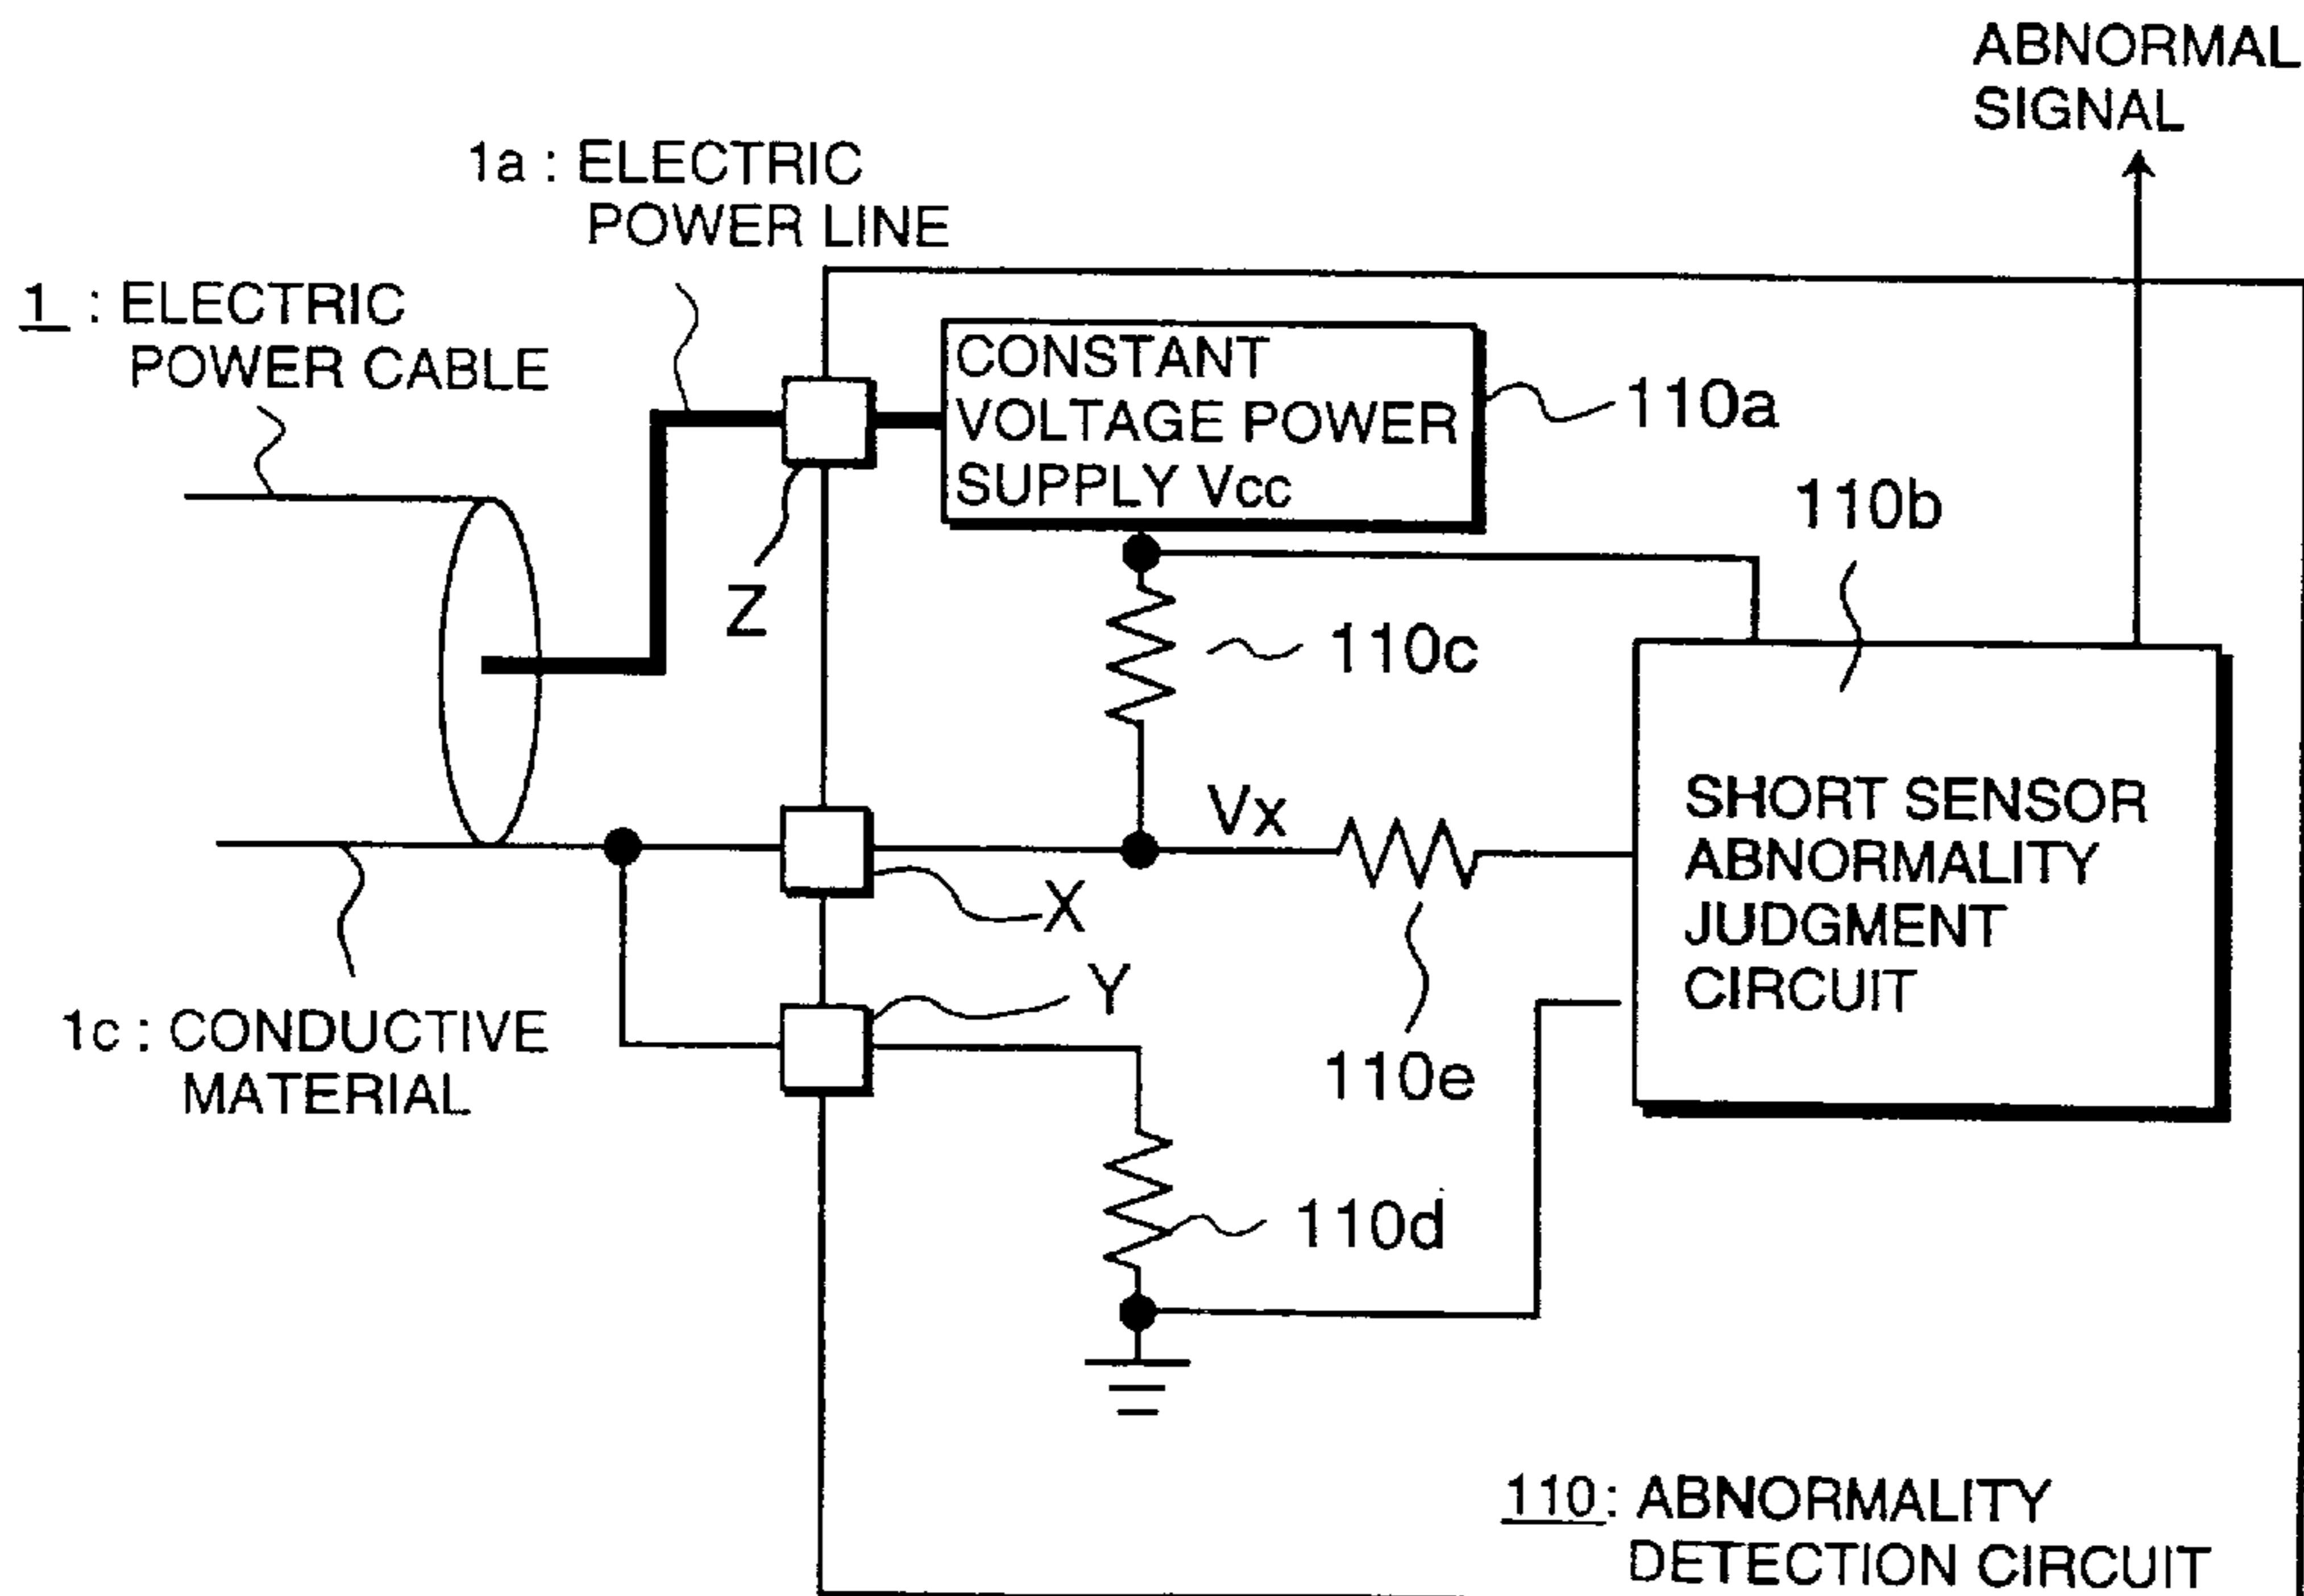 ABNORMAL
SIGNAL
1a : ELECTRIC
POWER LINE
1 : ELECTRIC
POWER CABLE
CONSTANT
VOLTAGE POWER
SUPPLY Vcc
110a
110b
Z
110c
Vx
SHORT SENSOR
ABNORMALITY
JUDGMENT
CIRCUIT
X
Y
1c : CONDUCTIVE
MATERIAL
110e
110d
110 : ABNORMALITY
DETECTION CIRCUIT